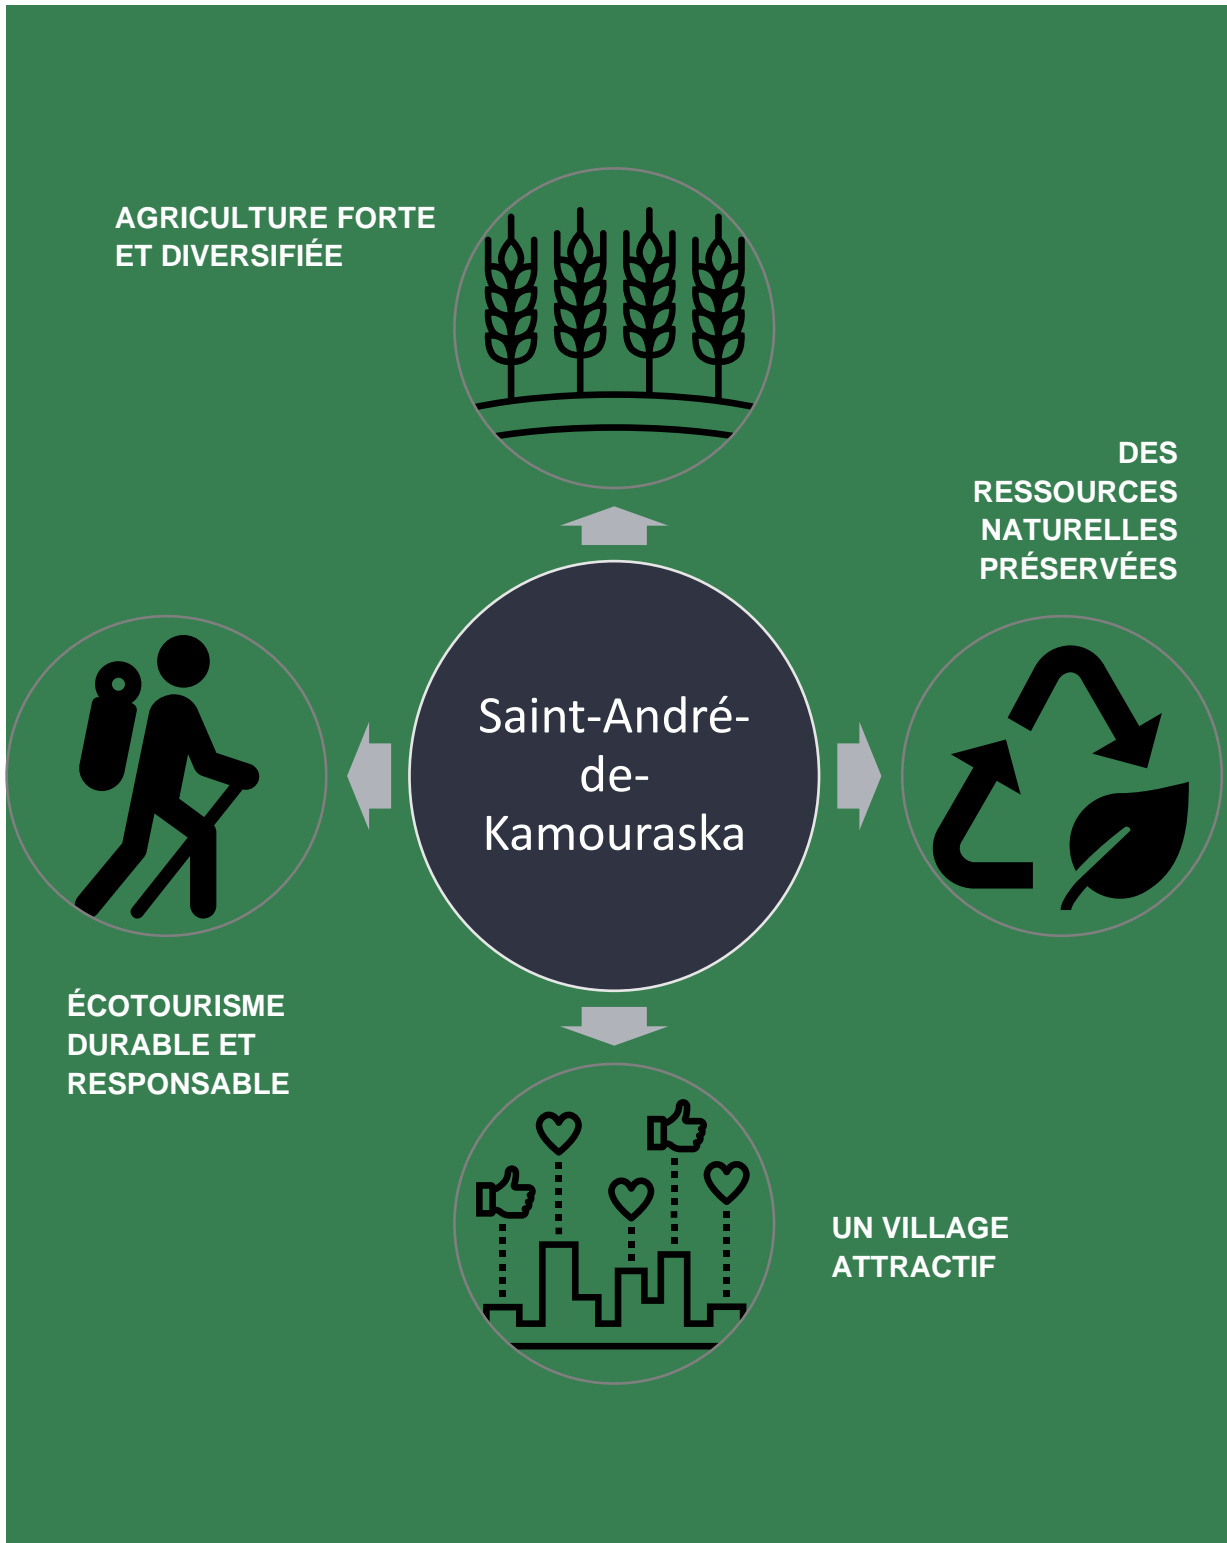 AGRICULTURE FORTE
ET DIVERSIFIÉE
DES
RESSOURCES
NATURELLES
PRÉSERVÉES
Saint-André-
de-
Kamouraska
ÉCOTOURISME
DURABLE ET
RESPONSABLE
UN VILLAGE
ATTRACTIF